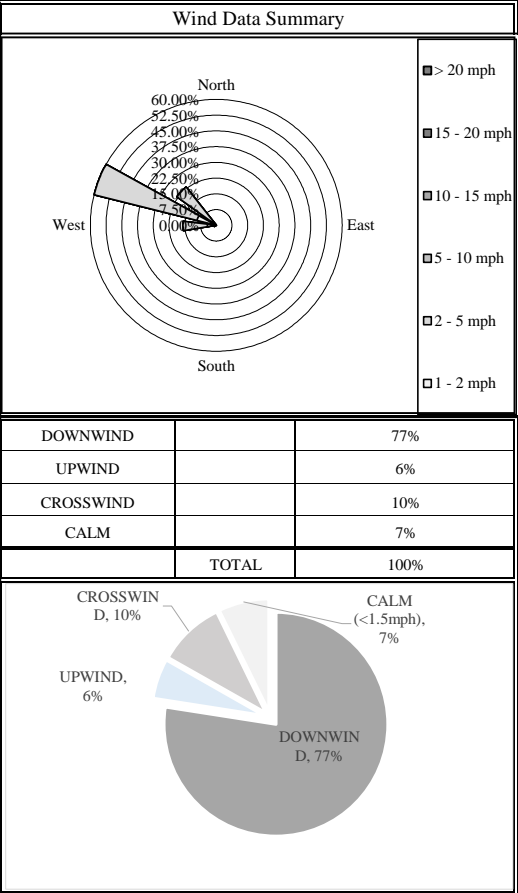 Wind Data Summary
North
60.00%
52.50%
45.00%
37.50%
30.00%
22.50%
15.00%
7.50%
0.00%
West
East
South
> 20 mph
15 - 20 mph
10 - 15 mph
5 - 10 mph
2 - 5 mph
1 - 2 mph
DOWNWIND 77%
UPWIND 6%
CROSSWIND 10%
CALM 7%
TOTAL 100%
CROSSWIN
D, 10%
CALM
(<1.5mph),
7%
UPWIND,
6%
DOWNWIN
D, 77%